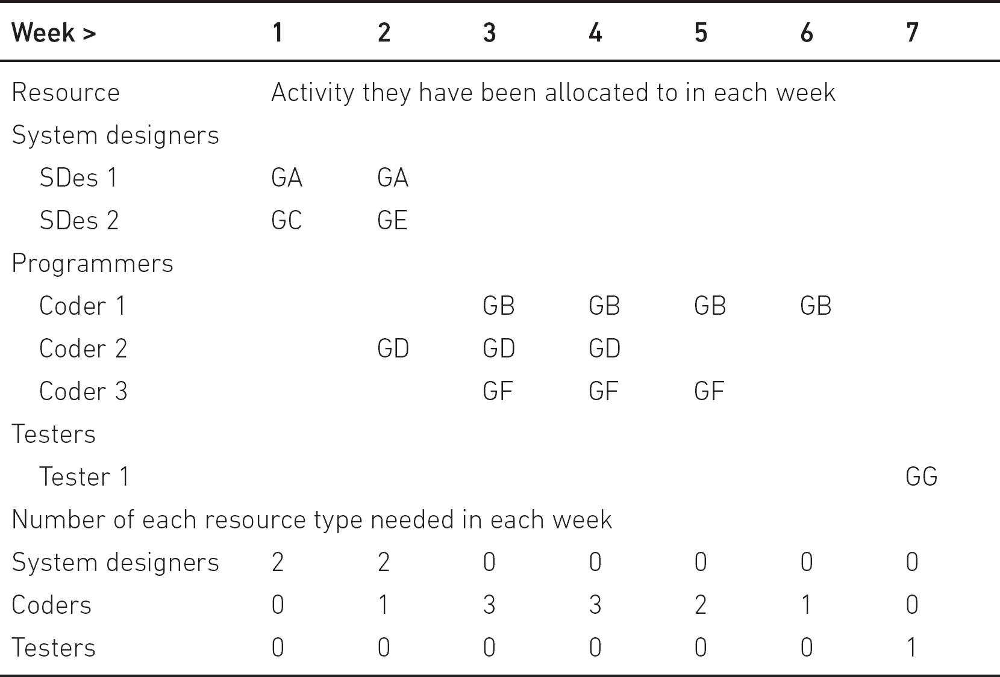 Week > 1 2 3 4 5 6 7
Resource Activity they have been allocated to in each week
System designers
SDes 1 GA GA
SDes 2 GC GE
Programmers
Coder 1 GB GB GB GB
Coder 2 GD GD GD
Coder 3 GF GF GF
Testers
Tester 1 GG
Number of each resource type needed in each week
System designers 2 2 0 0 0 0 0
Coders 0 1 3 3 2 1 0
Testers 0 0 0 0 0 0 1